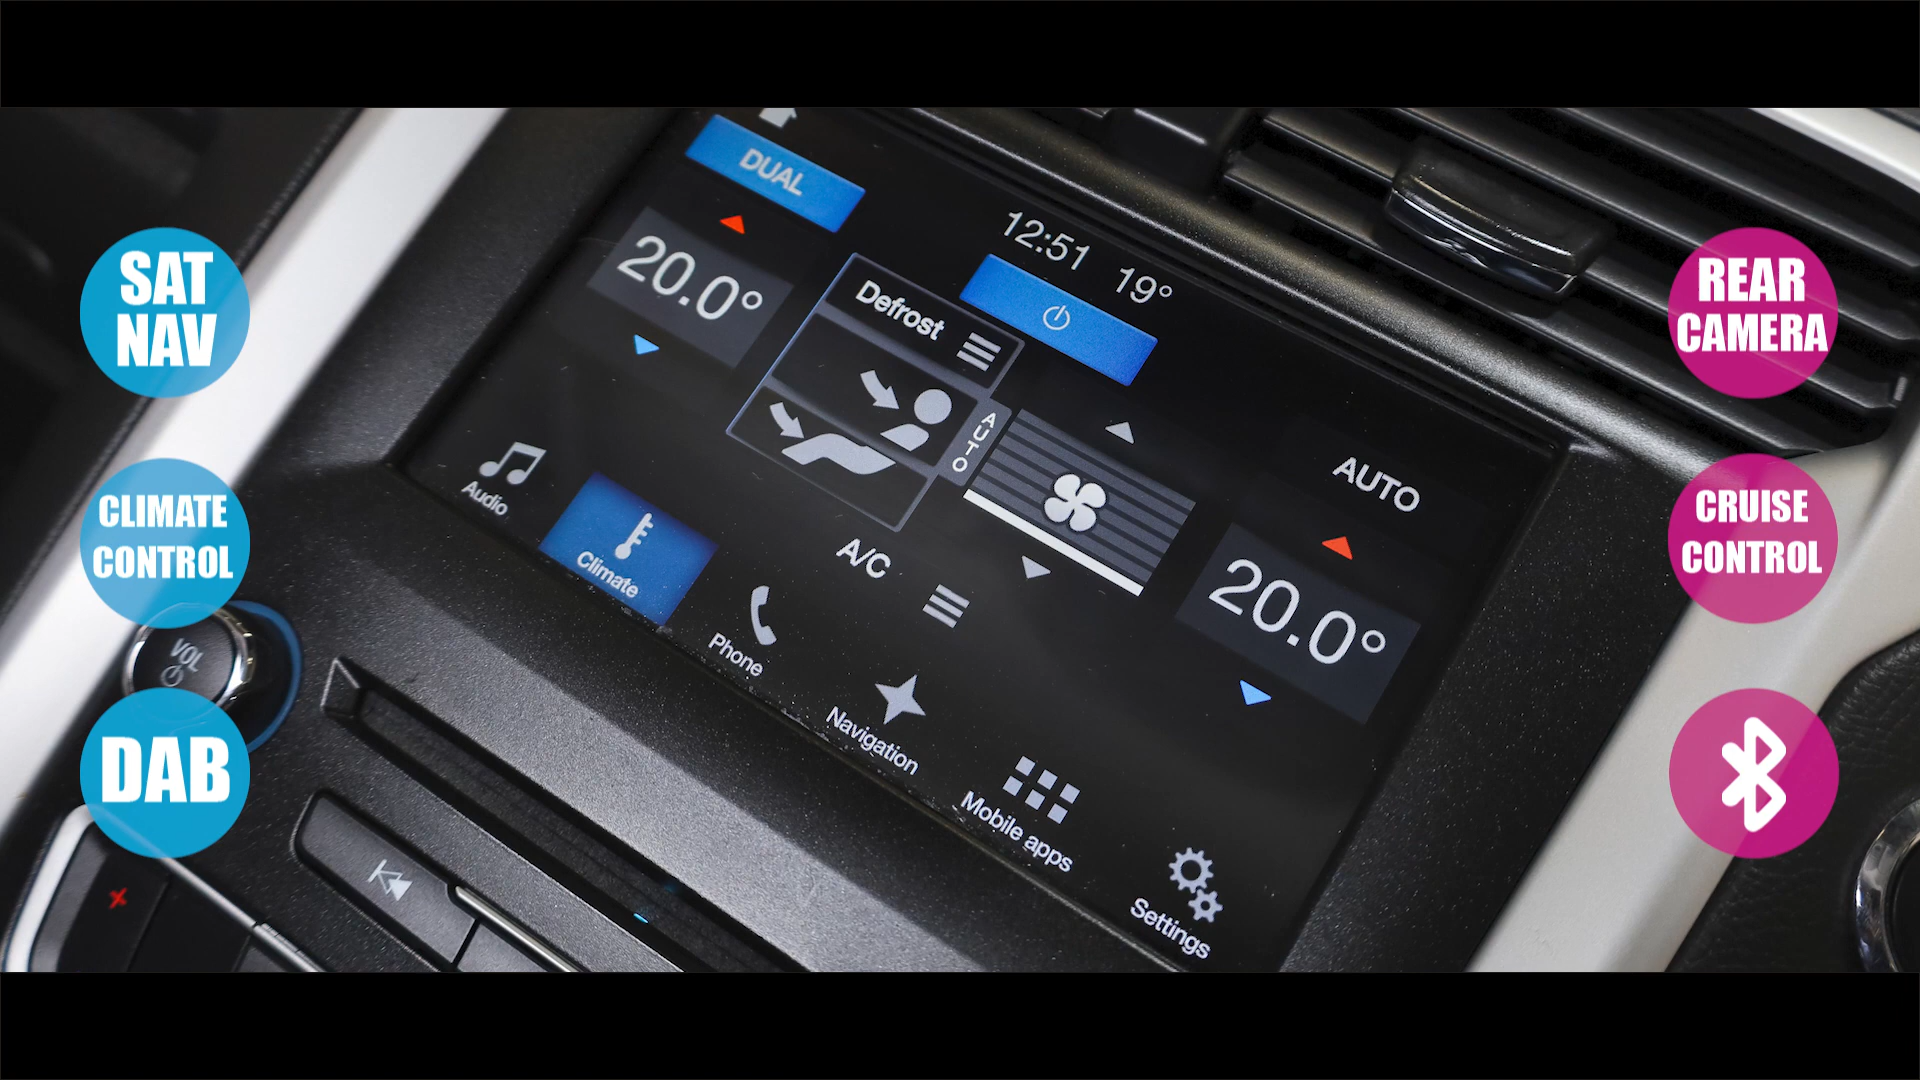 DUAL
12:51 19°
20.0°
Defrost
AUTO
AUTO
A/C
20.0°
Audio
Climate
Phone
Navigation
Mobile apps
Settings
VOL
SAT
NAV
CLIMATE
CONTROL
DAB
REAR
CAMERA
CRUISE
CONTROL